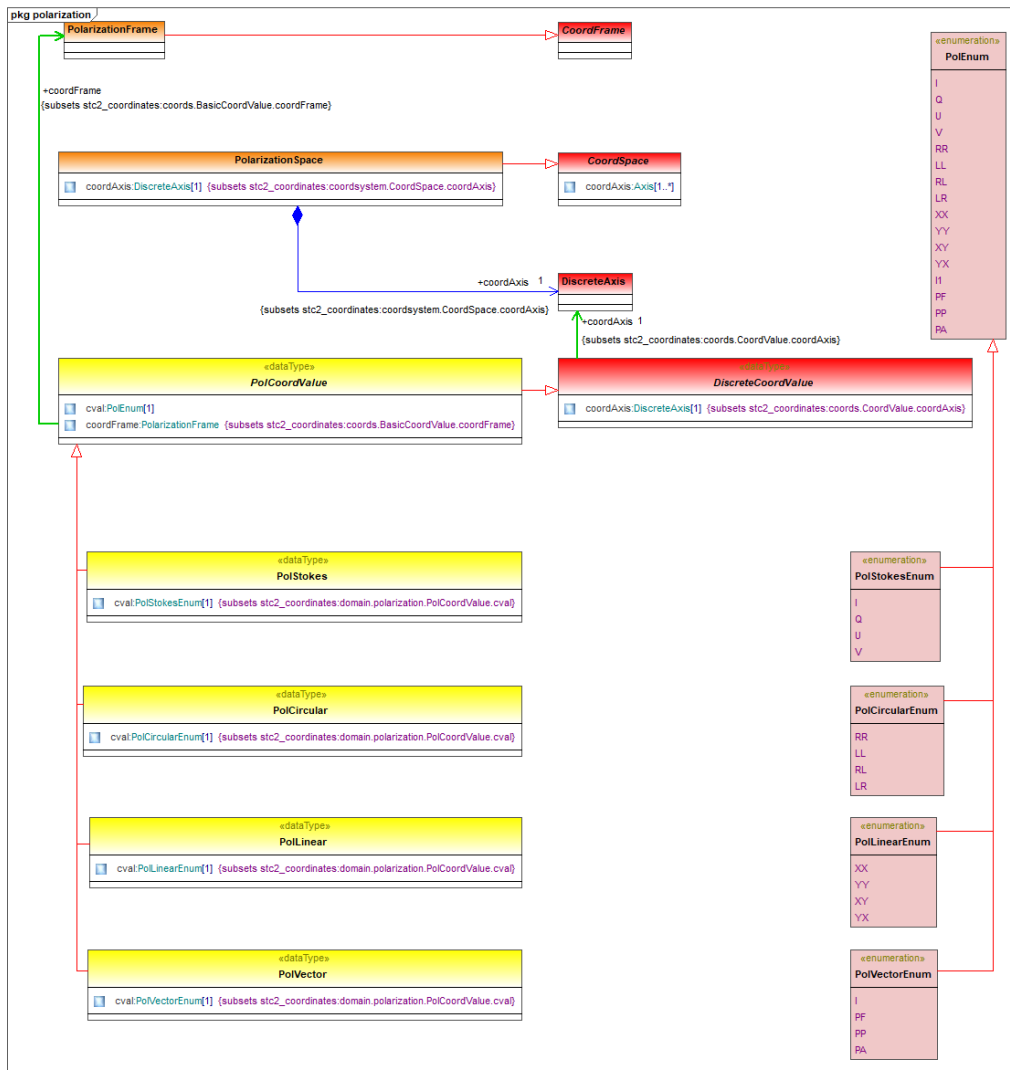 pkg polarization
PolarizationFrame
CoordFrame
«enumeration»
PolEnum
I
Q
U
V
RR
LL
RL
LR
XX
YY
XY
YX
I1
PF
PP
PA
+coordFrame
{subsets stc2_coordinates:coords.BasicCoordValue.coordFrame}
PolarizationSpace
coordAxis:DiscreteAxis[1] {subsets stc2_coordinates:coordsystem.CoordSpace.coordAxis}
CoordSpace
coordAxis:Axis[1..*]
+coordAxis 1
{subsets stc2_coordinates:coordsystem.CoordSpace.coordAxis}
DiscreteAxis
+coordAxis 1
{subsets stc2_coordinates:coords.CoordValue.coordAxis}
«dataType»
PolCoordValue
cval:PolEnum[1]
coordFrame:PolarizationFrame {subsets stc2_coordinates:coords.BasicCoordValue.coordFrame}
«dataType»
DiscreteCoordValue
coordAxis:DiscreteAxis[1] {subsets stc2_coordinates:coords.CoordValue.coordAxis}
«dataType»
PolStokes
cval:PolStokesEnum[1] {subsets stc2_coordinates:domain.polarization.PolCoordValue.cval}
«enumeration»
PolStokesEnum
I
Q
U
V
«dataType»
PolCircular
cval:PolCircularEnum[1] {subsets stc2_coordinates:domain.polarization.PolCoordValue.cval}
«enumeration»
PolCircularEnum
RR
LL
RL
LR
«dataType»
PolLinear
cval:PolLinearEnum[1] {subsets stc2_coordinates:domain.polarization.PolCoordValue.cval}
«enumeration»
PolLinearEnum
XX
YY
XY
YX
«dataType»
PolVector
cval:PolVectorEnum[1] {subsets stc2_coordinates:domain.polarization.PolCoordValue.cval}
«enumeration»
PolVectorEnum
I
PF
PP
PA